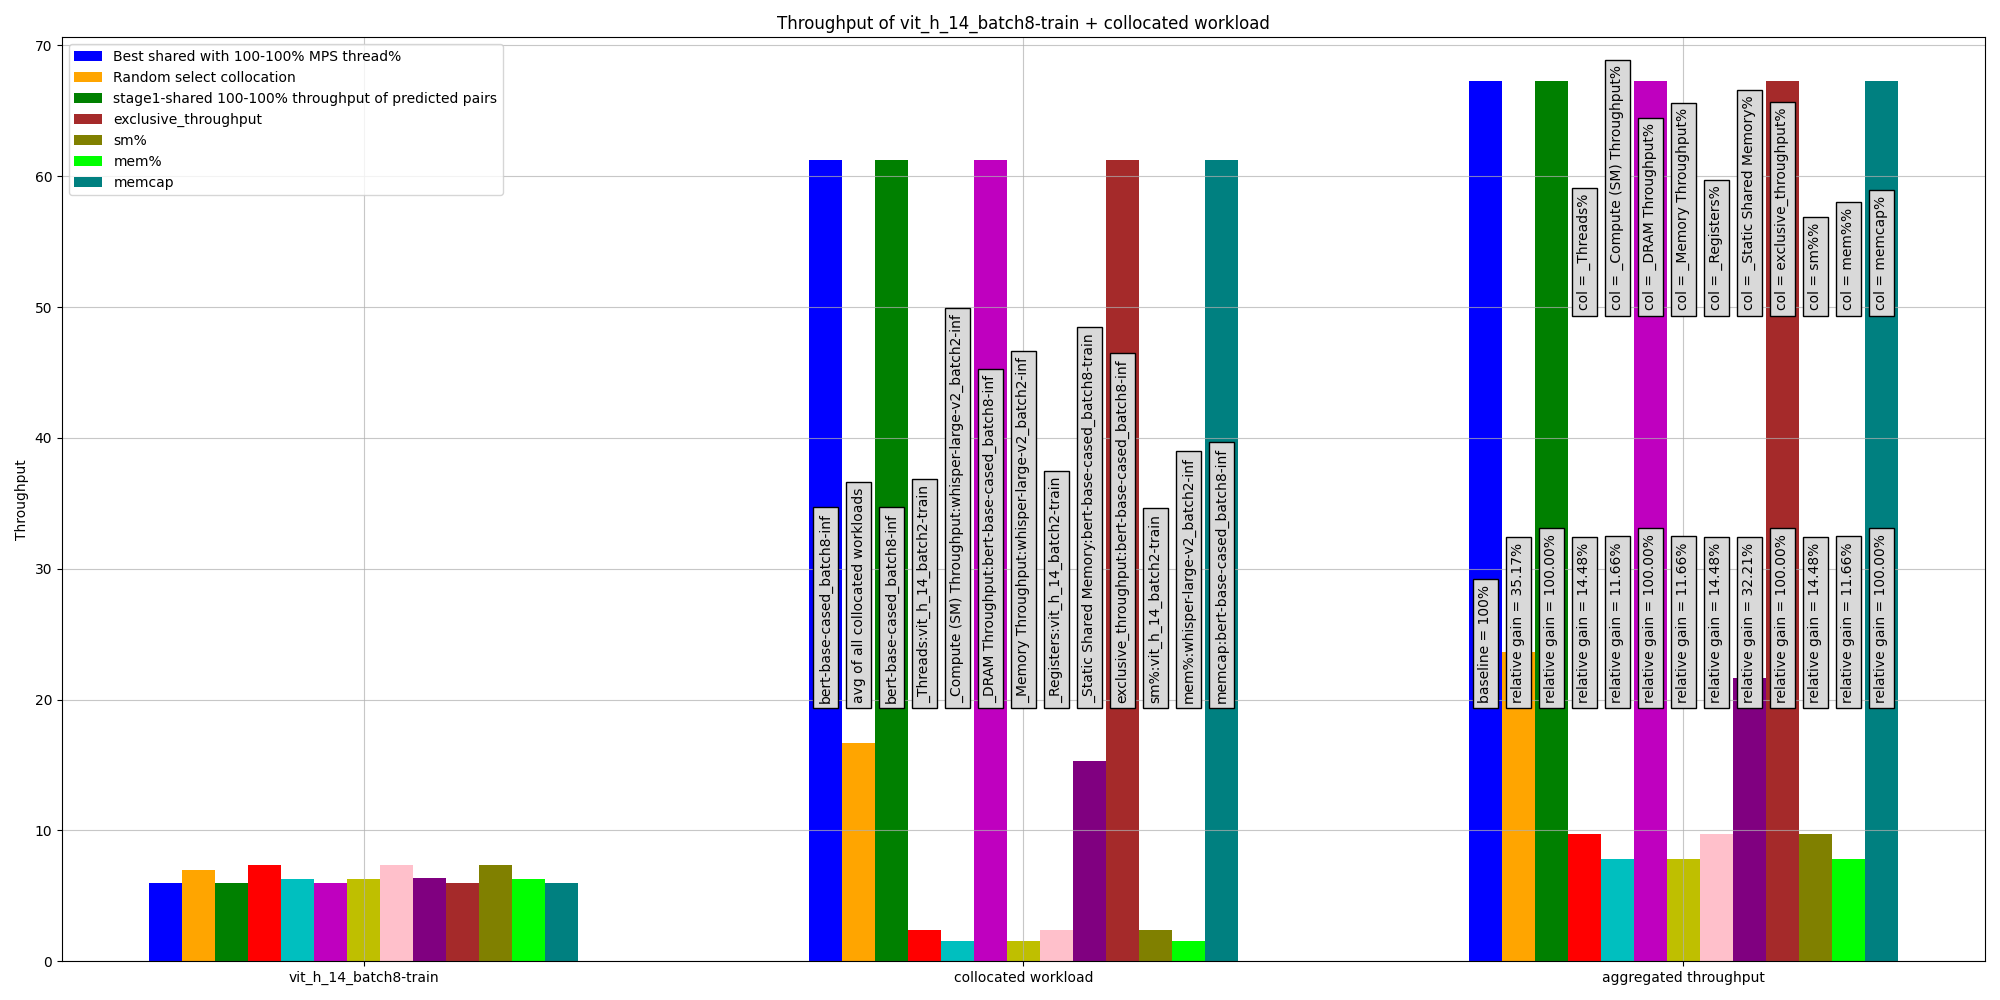 Throughput of vit_h_14_batch8-train + collocated workload
Best shared with 100-100% MPS thread%
Random select collocation
stage1-shared 100-100% throughput of predicted pairs
exclusive_throughput
sm%
mem%
memcap
Throughput
70
60
50
40
30
20
10
0
bert-base-cased_batch8-inf
avg of all collocated workloads
bert-base-cased_batch8-inf
_Threads:vit_h_14_batch2-train
_Compute (SM) Throughput:whisper-large-v2_batch2-inf
_DRAM Throughput:bert-base-cased_batch8-inf
_Memory Throughput:whisper-large-v2_batch2-inf
_Registers:vit_h_14_batch2-train
_Static Shared Memory:bert-base-cased_batch8-train
exclusive_throughput:bert-base-cased_batch8-inf
sm%:vit_h_14_batch2-train
mem%:whisper-large-v2_batch2-inf
memcap:bert-base-cased_batch8-inf
col = _Threads%
col = _Compute (SM) Throughput%
col = _DRAM Throughput%
col = _Memory Throughput%
col = _Registers%
col = _Static Shared Memory%
col = exclusive_throughput%
col = sm%%
col = mem%%
col = memcap%
baseline = 100%
relative gain = 35.17%
relative gain = 100.00%
relative gain = 14.48%
relative gain = 11.66%
relative gain = 100.00%
relative gain = 11.66%
relative gain = 14.48%
relative gain = 32.21%
relative gain = 100.00%
relative gain = 14.48%
relative gain = 11.66%
relative gain = 100.00%
vit_h_14_batch8-train
collocated workload
aggregated throughput